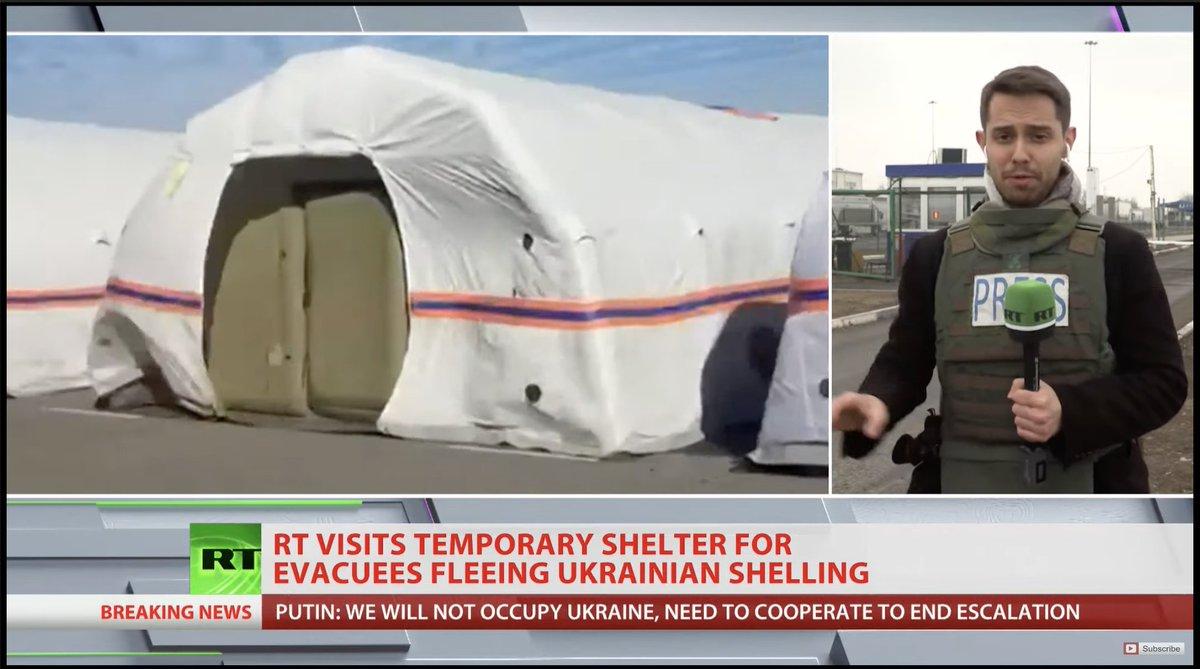 PRESS
RT RT
RT
RT VISITS TEMPORARY SHELTER FOR
EVACUEES FLEEING UKRAINIAN SHELLING
BREAKING NEWS
PUTIN: WE WILL NOT OCCUPY UKRAINE, NEED TO COOPERATE TO END ESCALATION
Subscribe